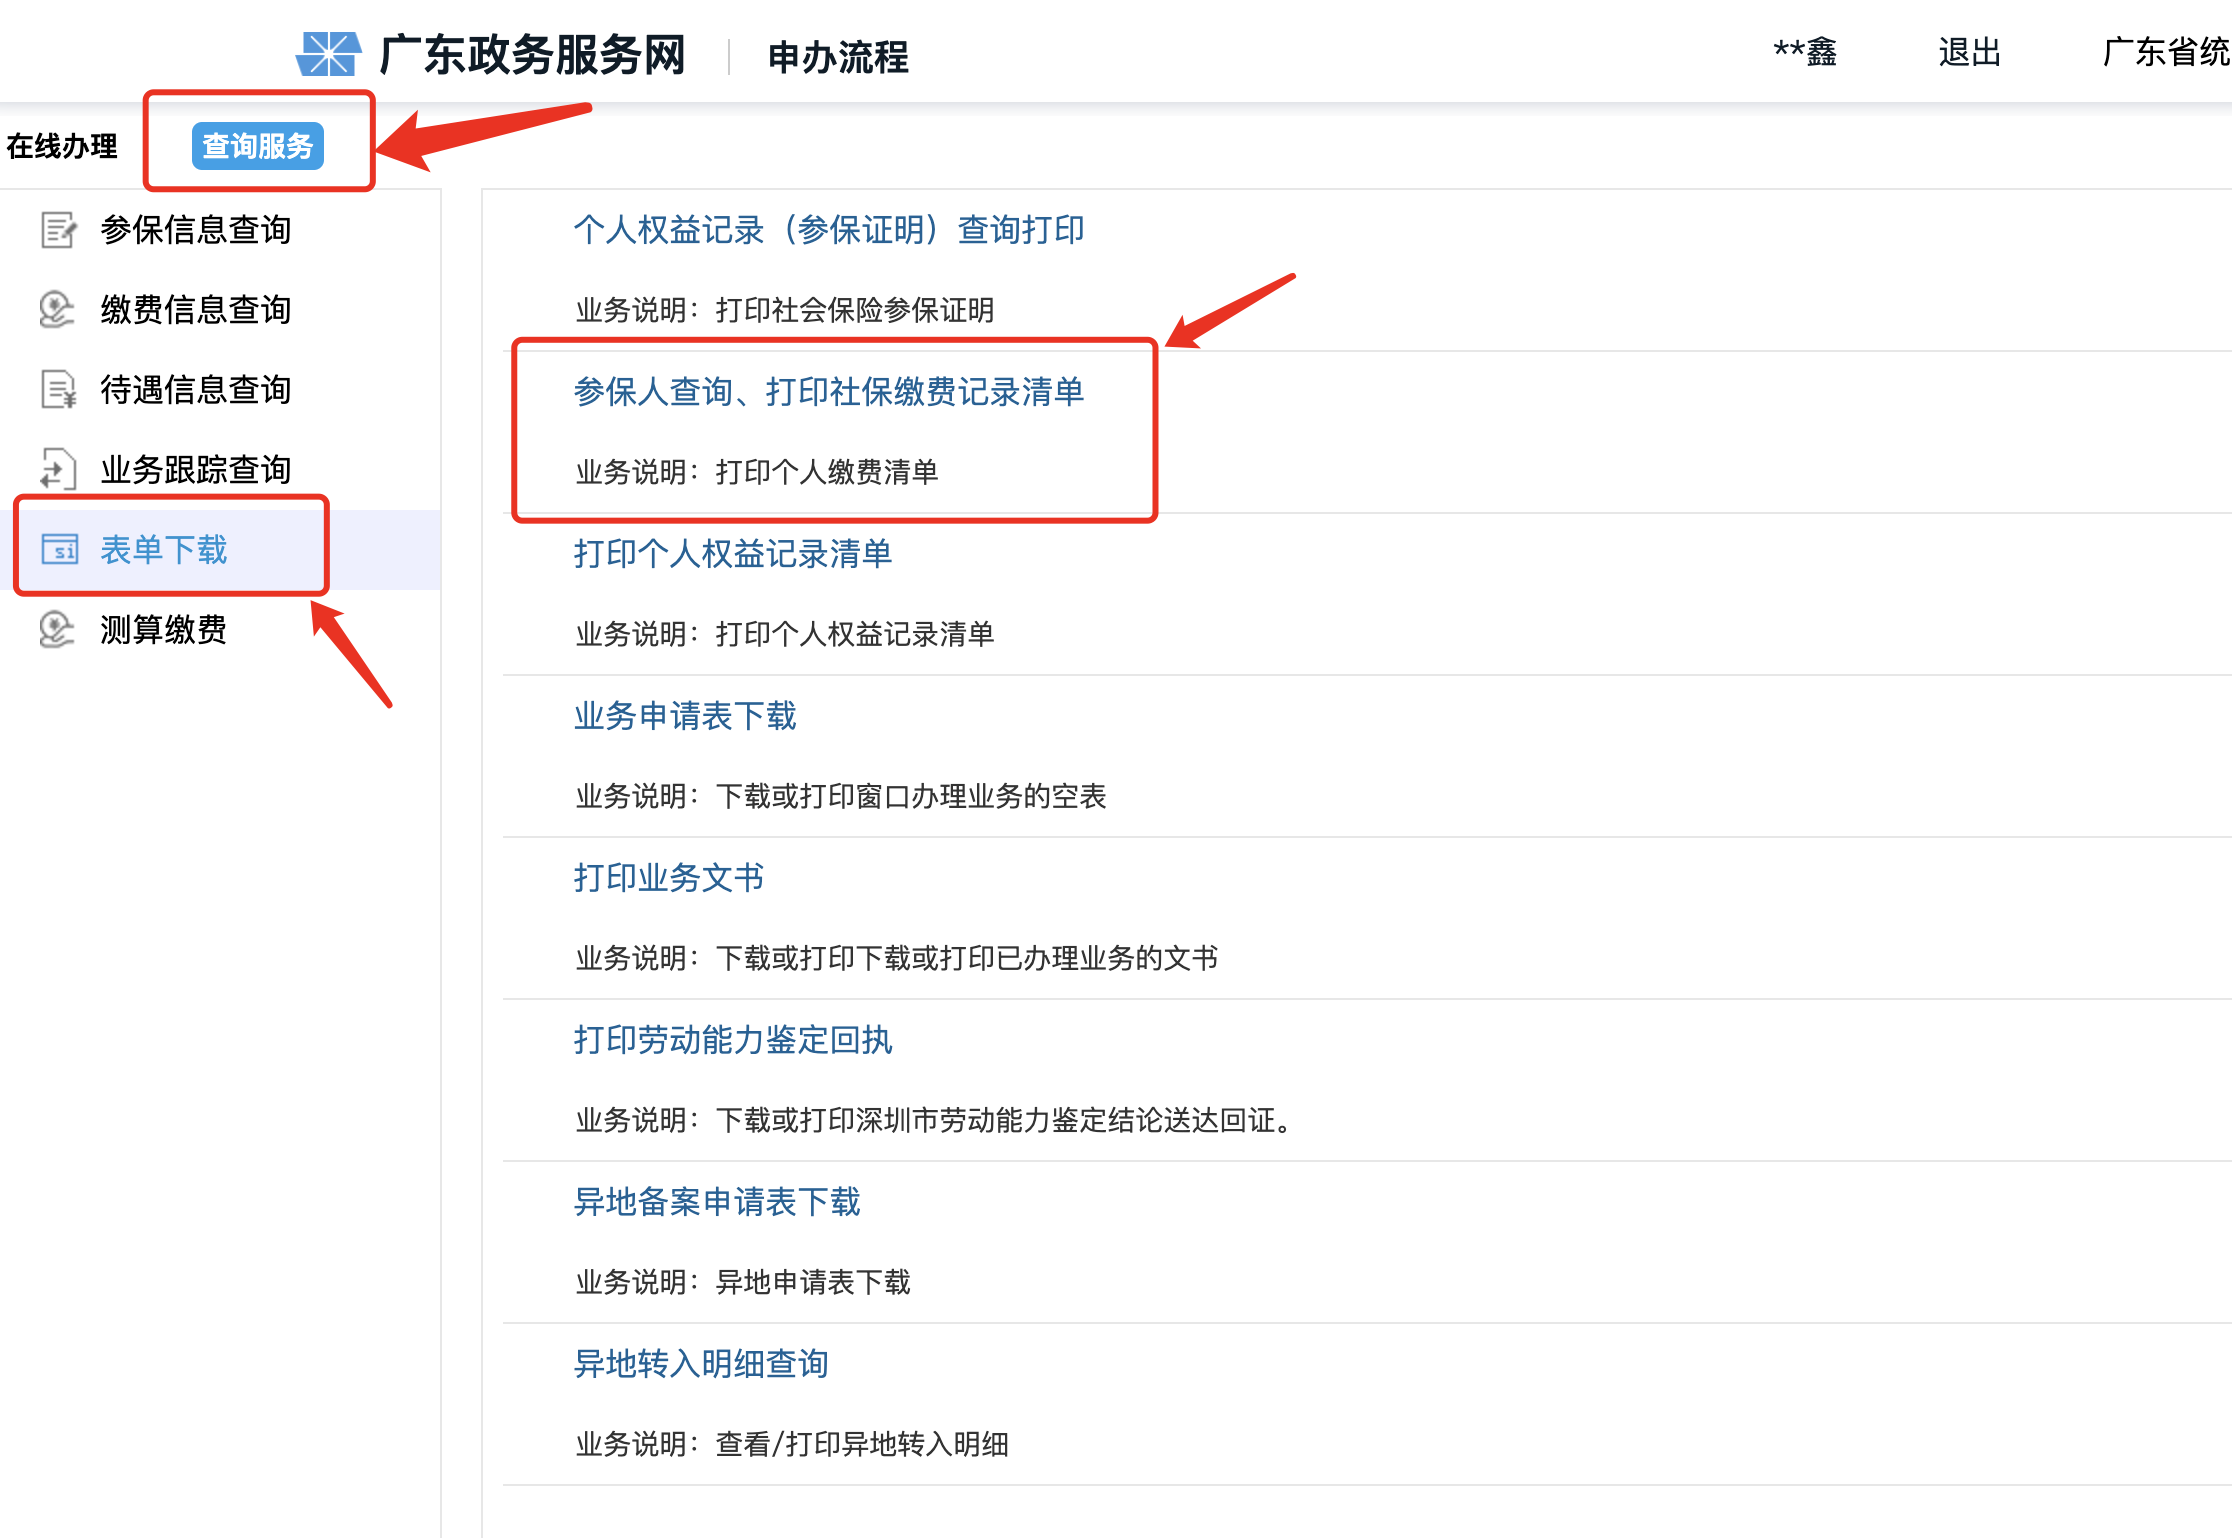 广东政务服务网 申办流程 **鑫 退出 广东省统
在线办理 查询服务
参保信息查询
缴费信息查询
待遇信息查询
业务跟踪查询
si 表单下载
测算缴费
个人权益记录（参保证明）查询打印
业务说明：打印社会保险参保证明
参保人查询、打印社保缴费记录清单
业务说明：打印个人缴费清单
打印个人权益记录清单
业务说明：打印个人权益记录清单
业务申请表下载
业务说明：下载或打印窗口办理业务的空表
打印业务文书
业务说明：下载或打印下载或打印已办理业务的文书
打印劳动能力鉴定回执
业务说明：下载或打印深圳市劳动能力鉴定结论送达回证。
异地备案申请表下载
业务说明：异地申请表下载
异地转入明细查询
业务说明：查看/打印异地转入明细